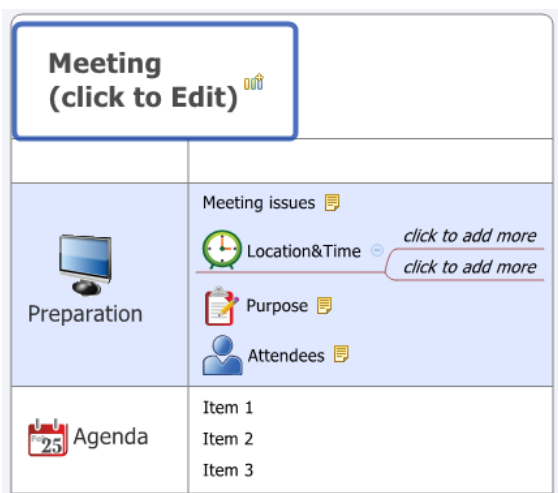 Meeting
(click to Edit)
Meeting issues
Location&Time
click to add more
click to add more
Preparation
Purpose
Attendees
25
Agenda
Item 1
Item 2
Item 3